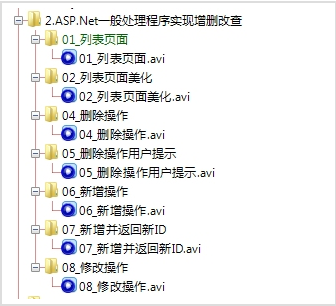 2.ASP.Net一般处理程序实现增删改查
01_列表页面
01_列表页面.avi
02_列表页面美化
02_列表页面美化.avi
04_删除操作
04_删除操作.avi
05_删除操作用户提示
05_删除操作用户提示.avi
06_新增操作
06_新增操作.avi
07_新增并返回新ID
07_新增并返回新ID.avi
08_修改操作
08_修改操作.avi